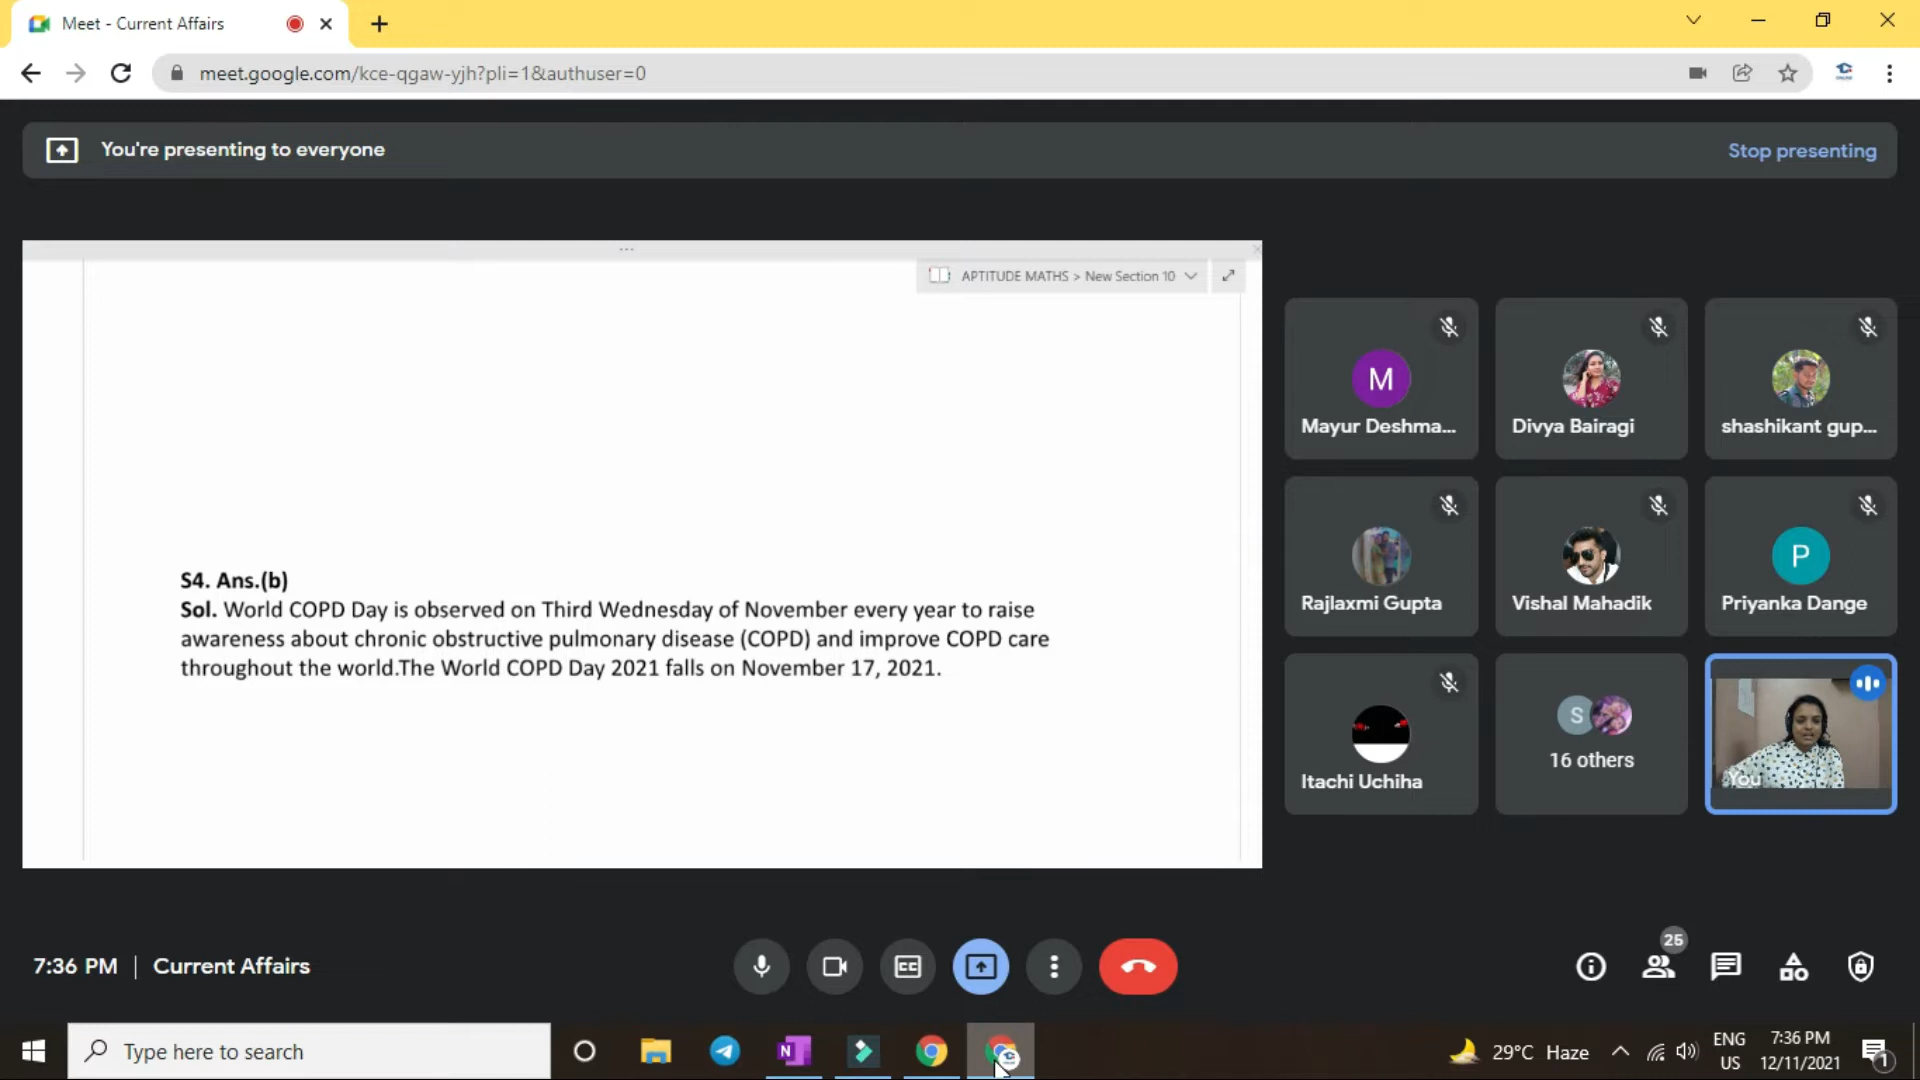 Meet - Current Affairs
meet.google.com/kce-qgaw-yjh?pli=1&authuser=0
You're presenting to everyone
Stop presenting
APTITUDE MATHS > New Section 10
S4. Ans.(b)
Sol. World COPD Day is observed on Third Wednesday of November every year to raise
awareness about chronic obstructive pulmonary disease (COPD) and improve COPD care
throughout the world.The World COPD Day 2021 falls on November 17, 2021.
M
Mayur Deshma...
Divya Bairagi
shashikant gup...
Rajlaxmi Gupta
Vishal Mahadik
P
Priyanka Dange
Itachi Uchiha
S
16 others
You
7:36 PM | Current Affairs
CC
25
Type here to search
N
29°C Haze
ENG
US
7:36 PM
12/11/2021
1